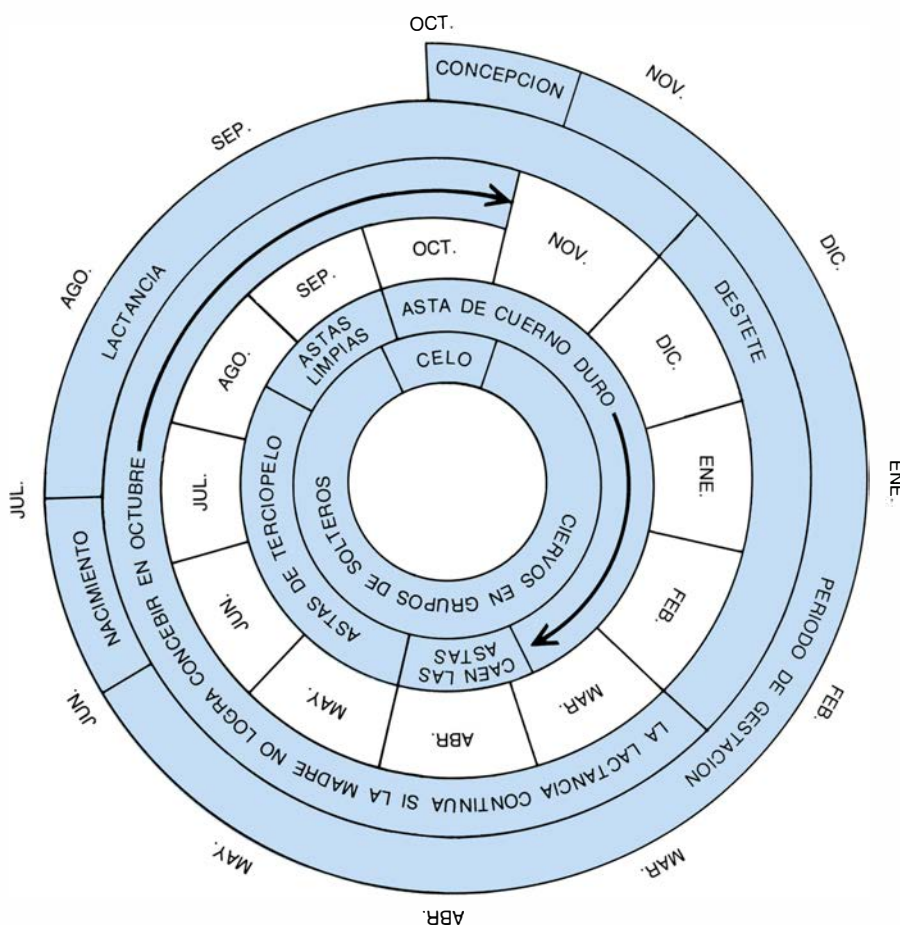 OCT.
NOV.
DIC.
ENE.
FEB.
MAR.
ABR.
MAY.
JUN.
JUL.
AGO.
SEP.
CONCEPCION
PERIODO DE GESTACION
NACIMIENTO
LACTANCIA
DESTETE
LA LACTANCIA CONTINUA SI LA MADRE NO LOGRA CONCEBIR EN OCTUBRE
OCT.
NOV.
DIC.
ENE.
FEB.
MAR.
ABR.
MAY.
JUN.
JUL.
AGO.
SEP.
ASTA DE CUERNO DURO
CAEN LAS
ASTAS
ASTAS DE TERCIOPELO
ASTAS
LIMPIAS
CELO
CIERVOS EN GRUPOS DE SOLTEROS